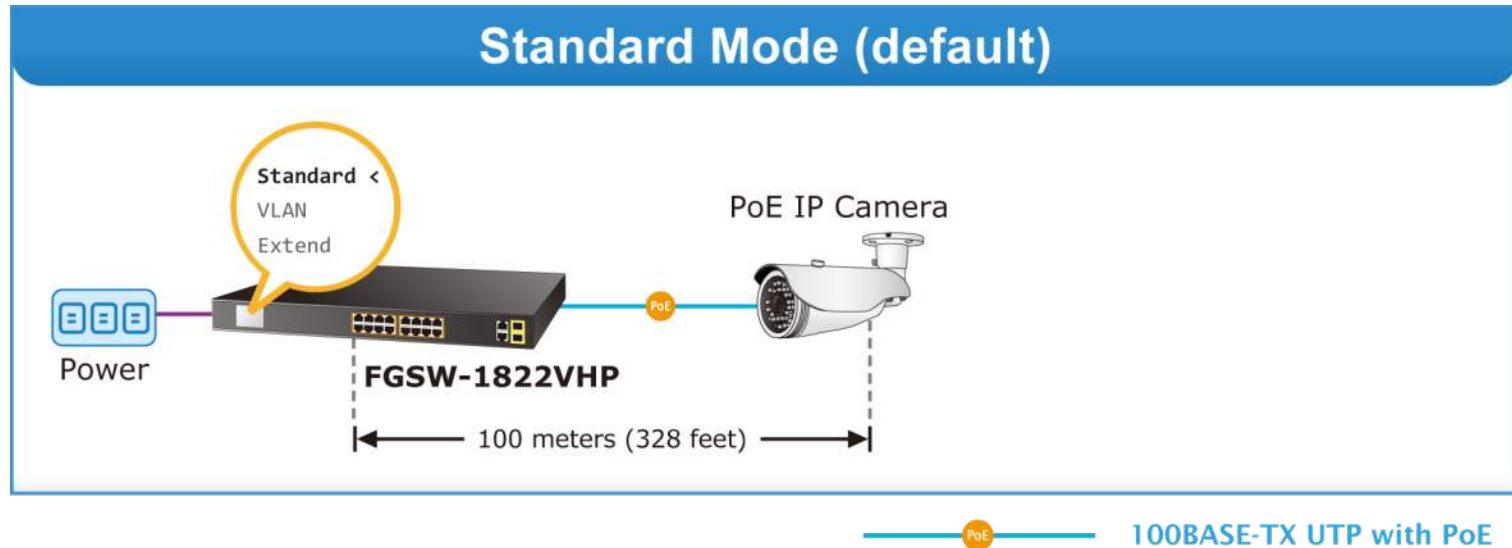 Standard Mode (default)
Standard <
VLAN
Extend
PoE IP Camera
PoE
Power
FGSW-1822VHP
100 meters (328 feet)
PoE
100BASE-TX UTP with PoE